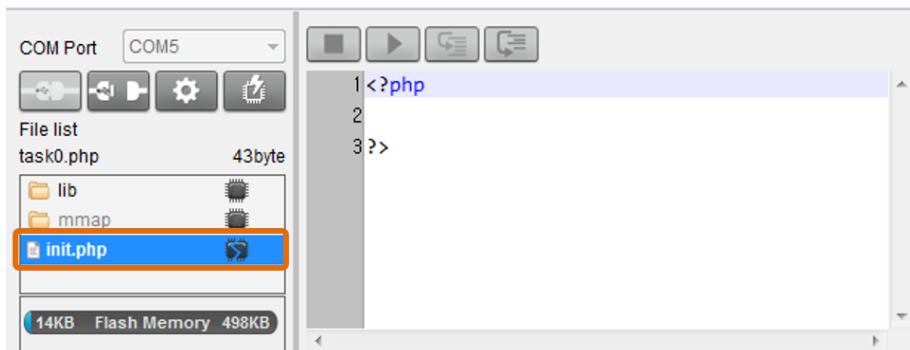 COM Port COM5
File list
task0.php 43byte
lib
mmap
init.php
14KB Flash Memory 498KB
1 <?php
2
3 ?>